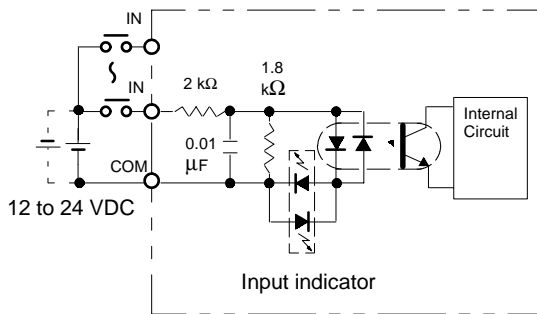 IN
IN
2 kΩ
1.8
kΩ
0.01
μF
COM
12 to 24 VDC
Internal
Circuit
Input indicator